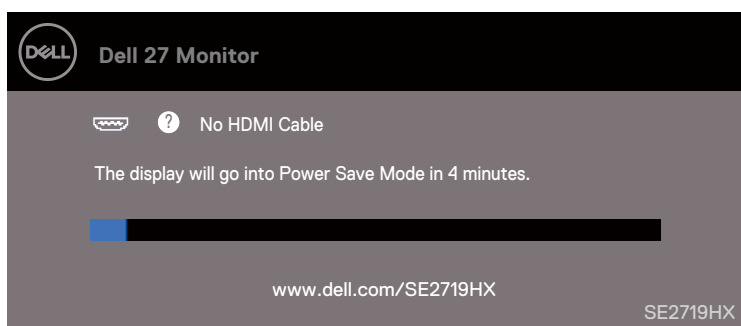 DELL
Dell 27 Monitor
? No HDMI Cable
The display will go into Power Save Mode in 4 minutes.
www.dell.com/SE2719HX
SE2719HX